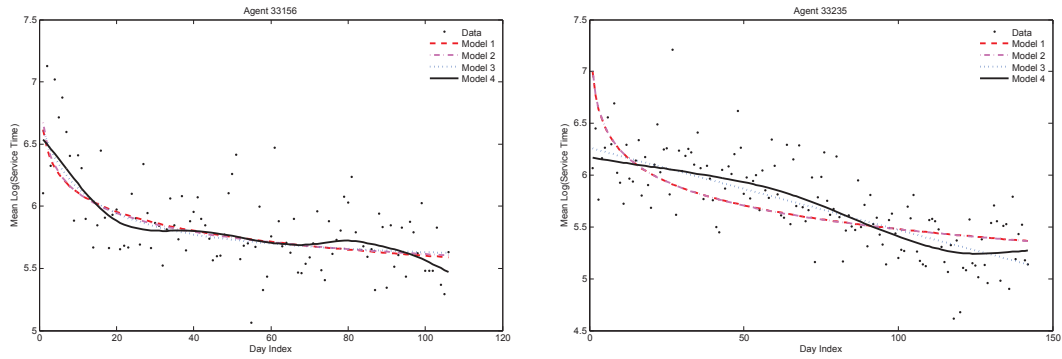 Agent 33156
7.5
7
6.5
6
5.5
5
Mean Log(Service Time)
0
20
40
60
80
100
120
Day Index
Data
Model 1
Model 2
Model 3
Model 4
Agent 33235
7.5
7
6.5
6
5.5
5
4.5
Mean Log(Service Time)
0
50
100
150
Day Index
Data
Model 1
Model 2
Model 3
Model 4